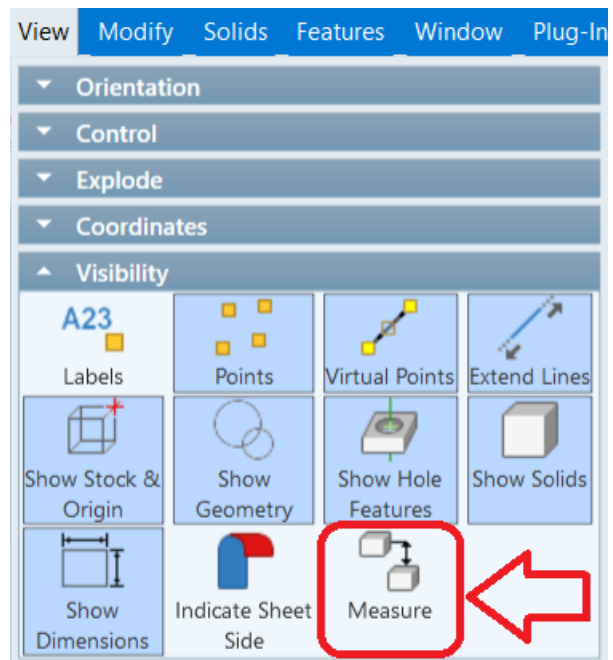 View Modify Solids Features Window Plug-In
Orientation
Control
Explode
Coordinates
Visibility
A23
Labels Points Virtual Points Extend Lines
Show Stock & Show Show Hole Show Solids
Origin Geometry Features
Show Indicate Sheet Measure
Dimensions Side